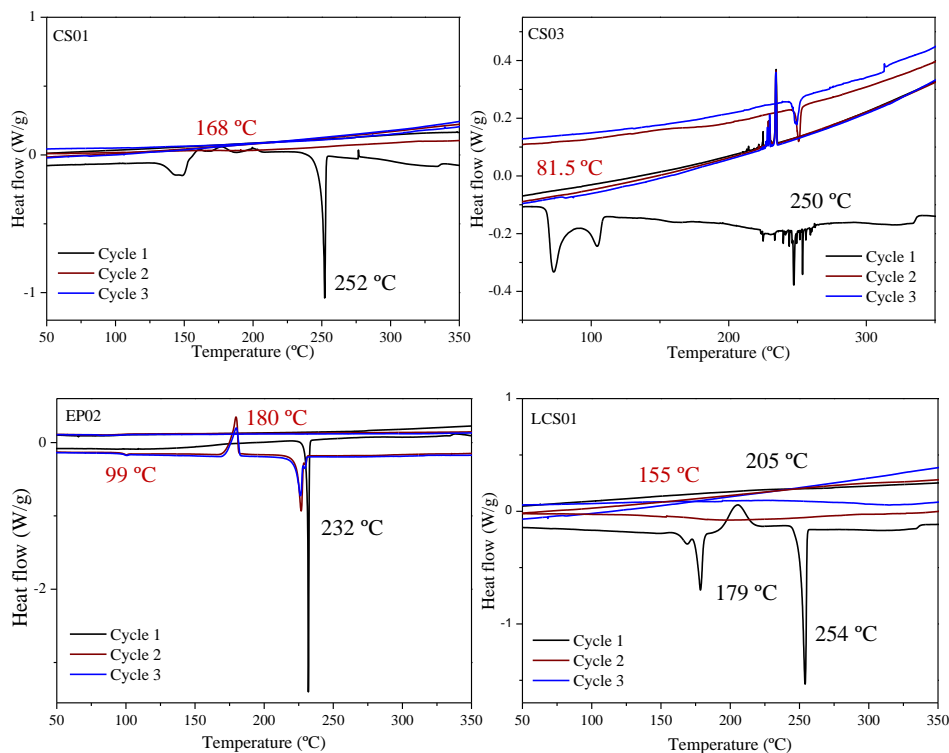 CS01
1
0
-1
Heat flow (W/g)
168 ºC
252 ºC
Cycle 1
Cycle 2
Cycle 3
50 100 150 200 250 300 350
Temperature (ºC)
CS03
0.4
0.2
0.0
-0.2
-0.4
Heat flow (W/g)
81.5 ºC
250 ºC
Cycle 1
Cycle 2
Cycle 3
100 200 300
Temperature (ºC)
EP02
0
-2
Heat flow (W/g)
180 ºC
99 ºC
232 ºC
Cycle 1
Cycle 2
Cycle 3
50 100 150 200 250 300 350
Temperature (ºC)
LCS01
1
0
-1
Heat flow (W/g)
155 ºC
205 ºC
179 ºC
254 ºC
Cycle 1
Cycle 2
Cycle 3
50 100 150 200 250 300 350
Temperature (ºC)